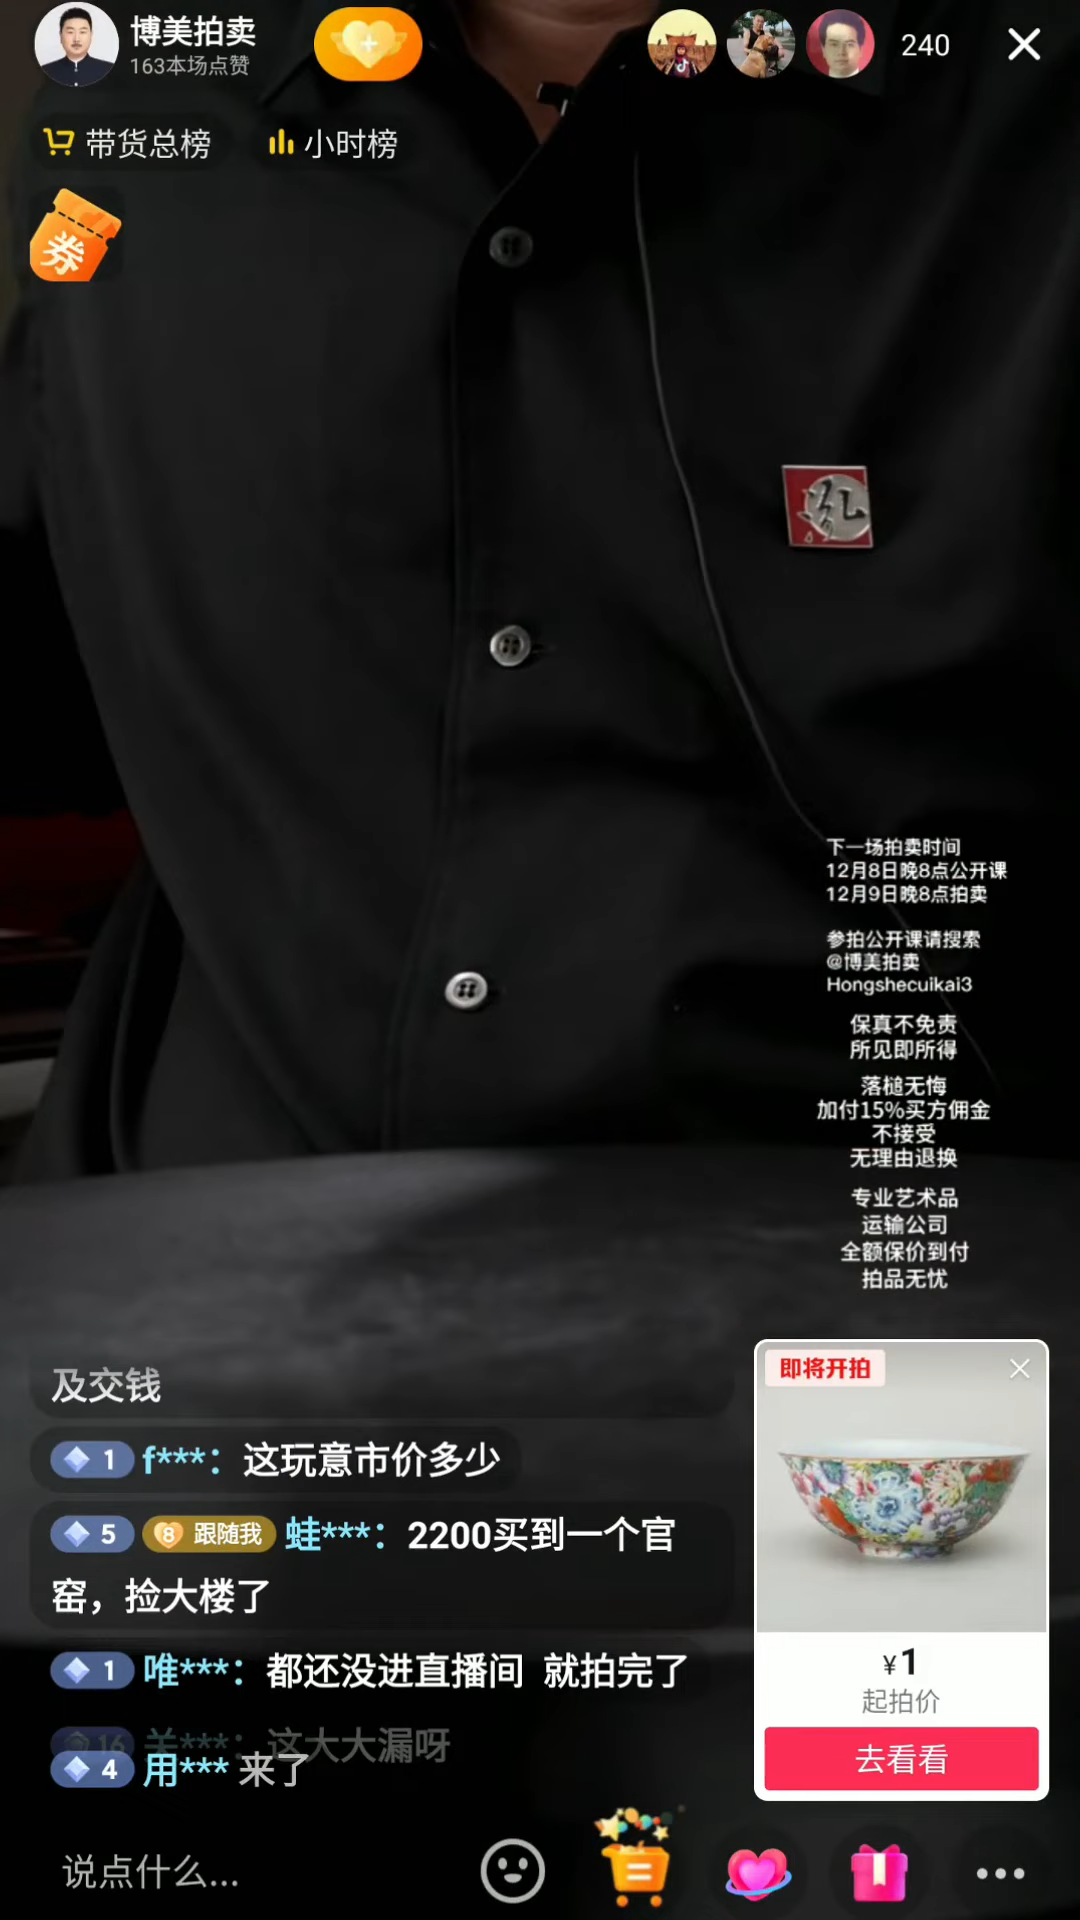 博美拍卖
163本场点赞
240
带货总榜
小时榜
券
下一场拍卖时间
12月8日晚8点公开课
12月9日晚8点拍卖
参拍公开课请搜索
@博美拍卖
Hongshecuikai3
保真不免责
所见即所得
落槌无悔
加付15%买方佣金
不接受
无理由退换
专业艺术品
运输公司
全额保价到付
拍品无忧
及交钱
1 f***：这玩意市价多少
5 8 跟随我 蛙***：2200买到一个官
窑，捡大楼了
1 唯***：都还没进直播间 就拍完了
16 关***：这大大漏呀
4 用*** 来了
即将开拍
¥1
起拍价
去看看
说点什么...